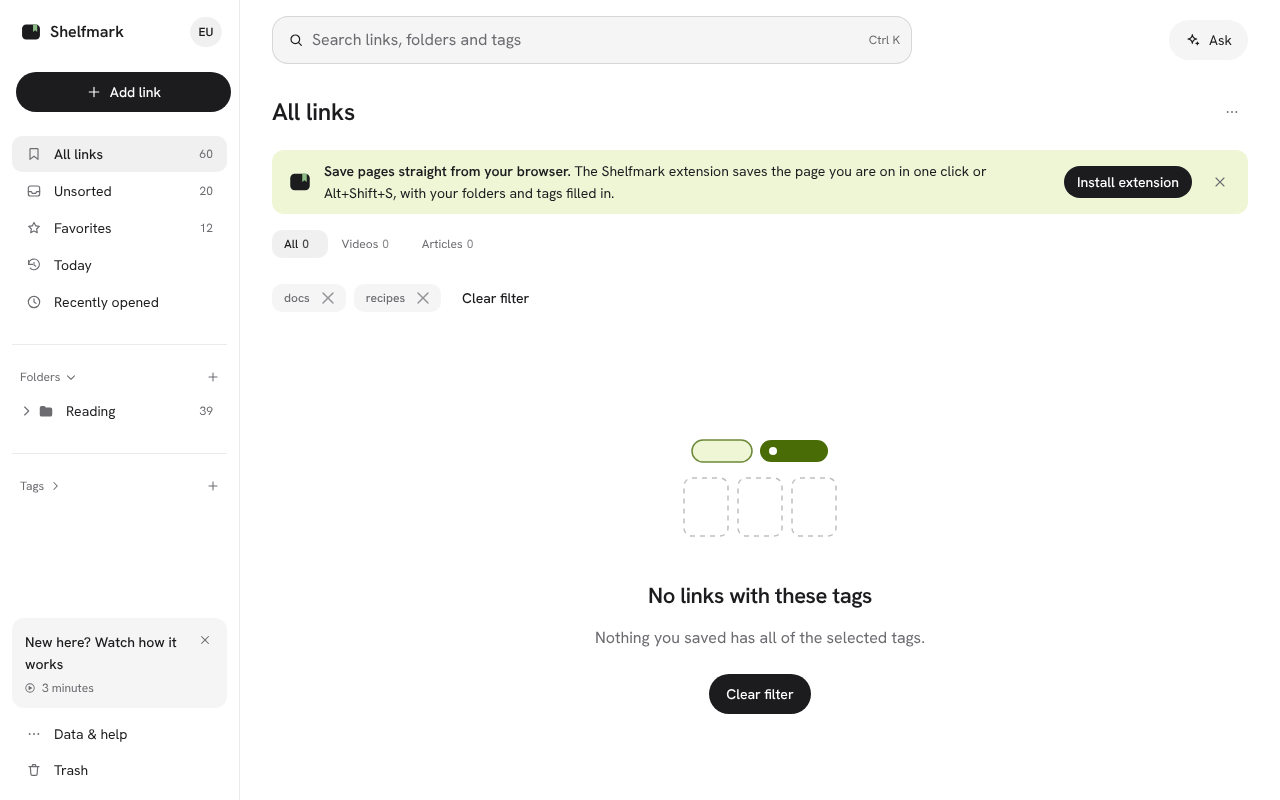 Shelfmark
EU
Add link
All links 60
Unsorted 20
Favorites 12
Today
Recently opened
Folders
Reading 39
Tags
New here? Watch how it
works
3 minutes
Data & help
Trash
Search links, folders and tags Ctrl K
Ask
All links
Save pages straight from your browser. The Shelfmark extension saves the page you are on in one click or
Alt+Shift+S, with your folders and tags filled in.
Install extension
All 0 Videos 0 Articles 0
docs recipes Clear filter
No links with these tags
Nothing you saved has all of the selected tags.
Clear filter